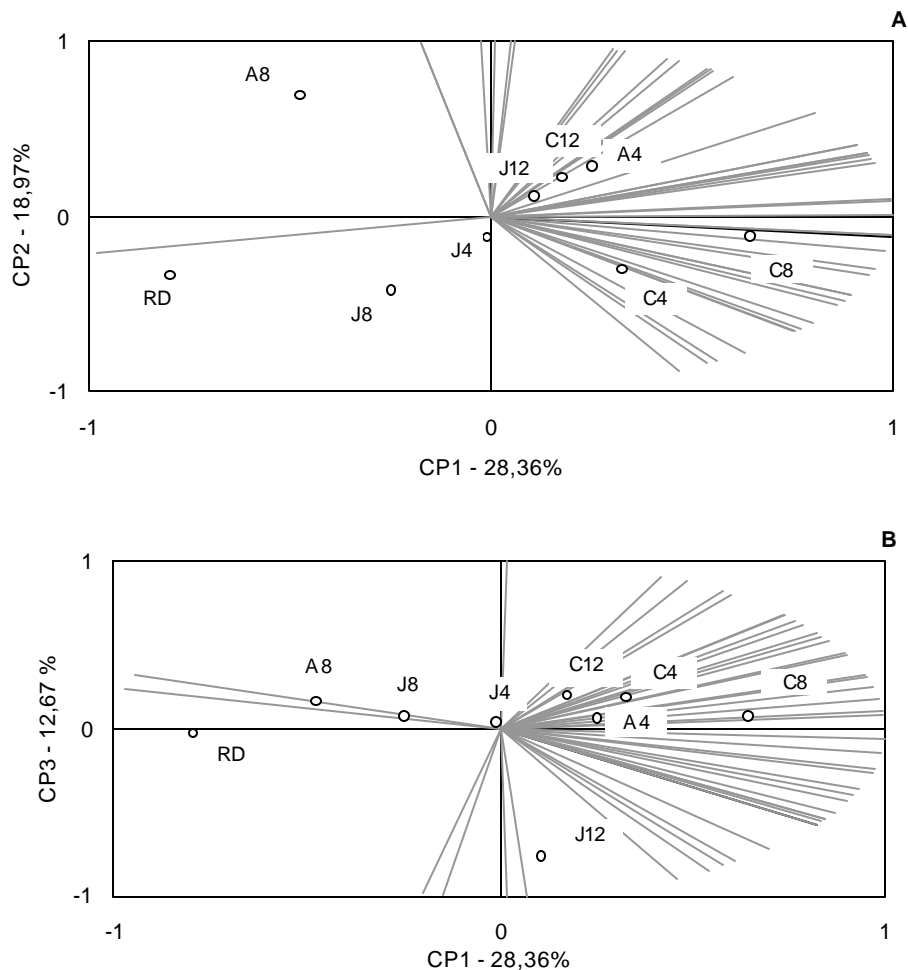 A
1
A8
C12
A4
J12
0
J4
C8
RD
C4
J8
-1
-1
0
1
CP2 - 18,97%
CP1 - 28,36%
B
1
A8
C12
C4
J8
J4
C8
A4
0
RD
J12
-1
-1
0
1
CP3 - 12,67 %
CP1 - 28,36%